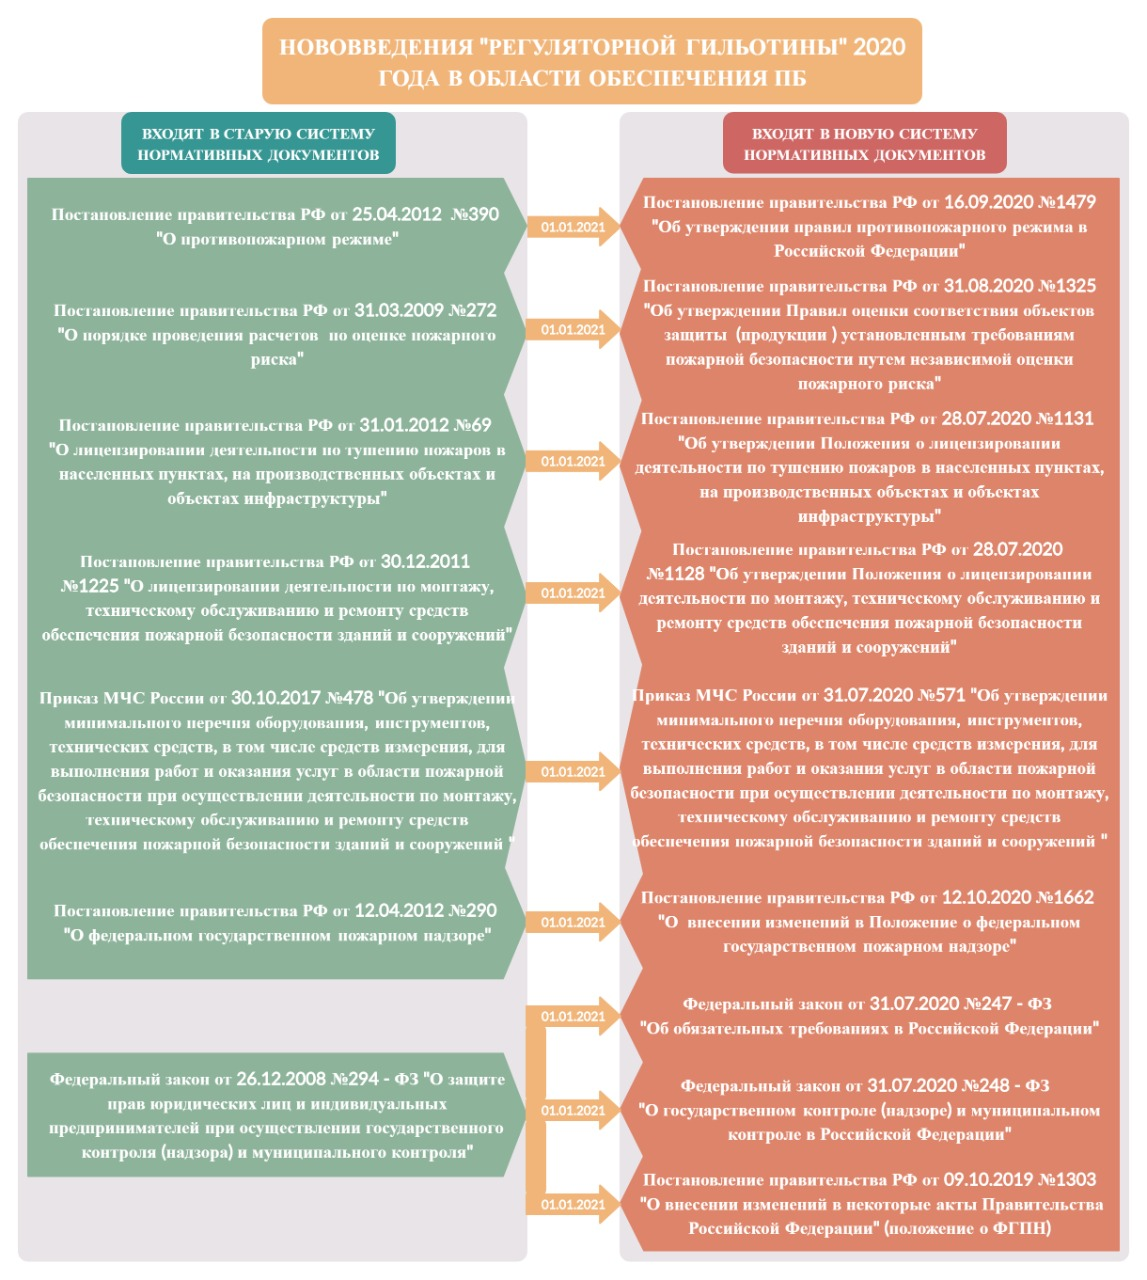 НОВОВВЕДЕНИЯ "РЕГУЛЯТОРНОЙ ГИЛЬОТИНЫ" 2020
ГОДА В ОБЛАСТИ ОБЕСПЕЧЕНИЯ ПБ
ВХОДЯТ В СТАРУЮ СИСТЕМУ
НОРМАТИВНЫХ ДОКУМЕНТОВ
ВХОДЯТ В НОВУЮ СИСТЕМУ
НОРМАТИВНЫХ ДОКУМЕНТОВ
Постановление правительства РФ от 25.04.2012 №390
"О противопожарном режиме"
01.01.2021
Постановление правительства РФ от 16.09.2020 №1479
"Об утверждении правил противопожарного режима в
Российской Федерации"
Постановление правительства РФ от 31.03.2009 №272
"О порядке проведения расчетов по оценке пожарного
риска"
01.01.2021
Постановление правительства РФ от 31.08.2020 №1325
"Об утверждении Правил оценки соответствия объектов
защиты (продукции ) установленным требованиям
пожарной безопасности путем независимой оценки
пожарного риска"
Постановление правительства РФ от 31.01.2012 №69
"О лицензировании деятельности по тушению пожаров в
населенных пунктах, на производственных объектах и
объектах инфраструктуры"
01.01.2021
Постановление правительства РФ от 28.07.2020 №1131
"Об утверждении Положения о лицензировании
деятельности по тушению пожаров в населенных пунктах,
на производственных объектах и объектах
инфраструктуры"
Постановление правительства РФ от 30.12.2011
№1225 "О лицензировании деятельности по монтажу,
техническому обслуживанию и ремонту средств
обеспечения пожарной безопасности зданий и сооружений"
01.01.2021
Постановление правительства РФ от 28.07.2020
№1128 "Об утверждении Положения о лицензировании
деятельности по монтажу, техническому обслуживанию и
ремонту средств обеспечения пожарной безопасности
зданий и сооружений"
Приказ МЧС России от 30.10.2017 №478 "Об утверждении
минимального перечня оборудования, инструментов,
технических средств, в том числе средств измерения, для
выполнения работ и оказания услуг в области пожарной
безопасности при осуществлении деятельности по монтажу,
техническому обслуживанию и ремонту средств
обеспечения пожарной безопасности зданий и сооружений "
01.01.2021
Приказ МЧС России от 31.07.2020 №571 "Об утверждении
минимального перечня оборудования, инструментов,
технических средств, в том числе средств измерения, для
выполнения работ и оказания услуг в области пожарной
безопасности при осуществлении деятельности по монтажу,
техническому обслуживанию и ремонту средств
обеспечения пожарной безопасности зданий и сооружений "
Постановление правительства РФ от 12.04.2012 №290
"О федеральном государственном пожарном надзоре"
01.01.2021
Постановление правительства РФ от 12.10.2020 №1662
"О внесении изменений в Положение о федеральном
государственном пожарном надзоре"
01.01.2021
Федеральный закон от 31.07.2020 №247 - ФЗ
"Об обязательных требованиях в Российской Федерации"
Федеральный закон от 26.12.2008 №294 - ФЗ "О защите
прав юридических лиц и индивидуальных
предпринимателей при осуществлении государственного
контроля (надзора) и муниципального контроля"
01.01.2021
Федеральный закон от 31.07.2020 №248 - ФЗ
"О государственном контроле (надзоре) и муниципальном
контроле в Российской Федерации"
01.01.2021
Постановление правительства РФ от 09.10.2019 №1303
"О внесении изменений в некоторые акты Правительства
Российской Федерации" (положение о ФГПН)